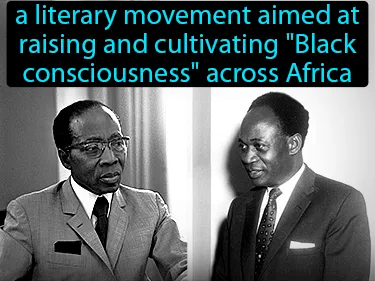 a literary movement aimed at
raising and cultivating "Black
consciousness" across Africa